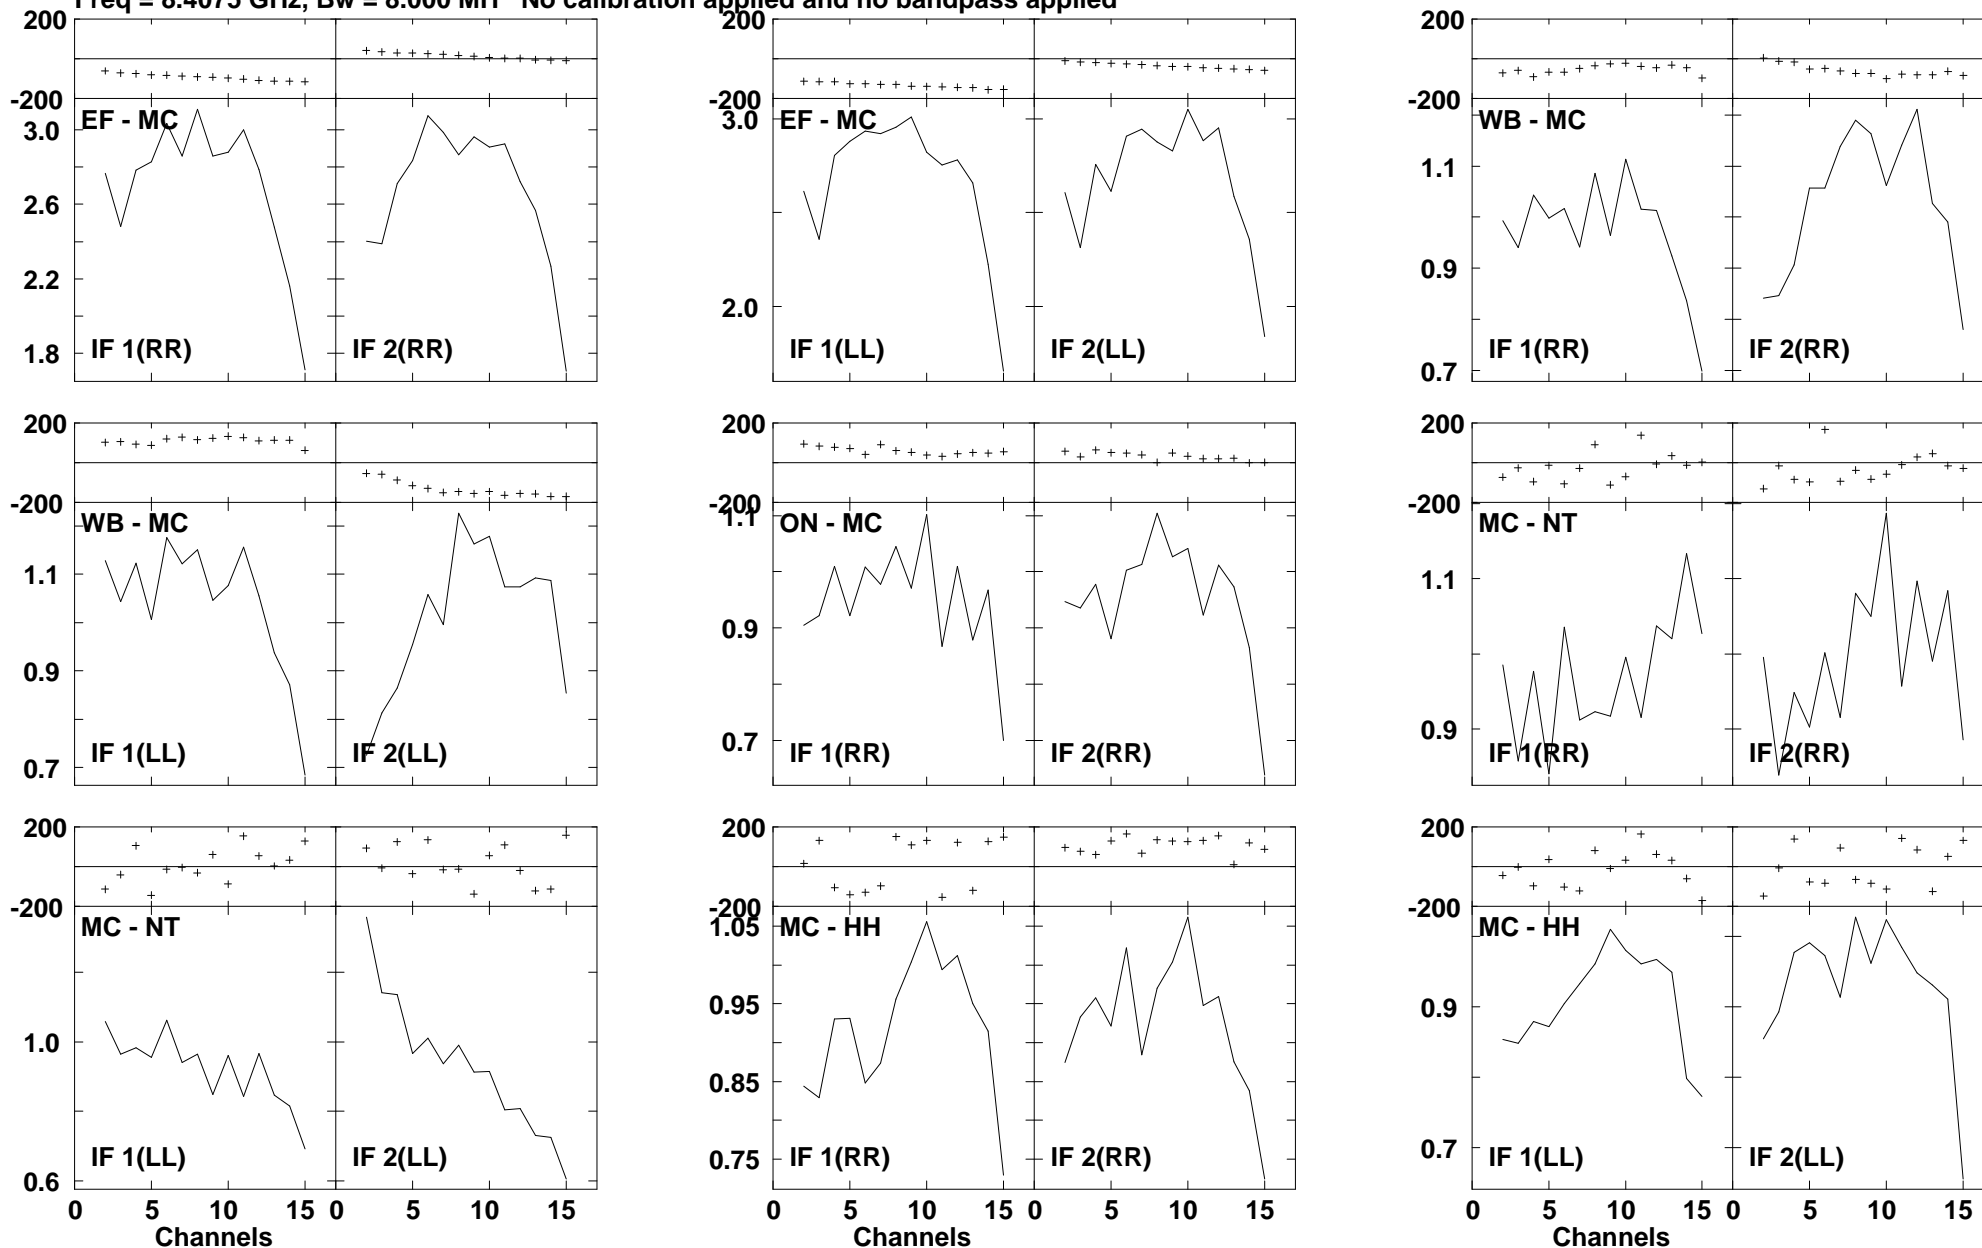 Freq = 8.4075 GHz, Bw = 8.000 MH No calibration applied and no bandpass applied
200
-200
EF - MC
3.0
2.6
2.2
1.8
IF 1(RR)
IF 2(RR)
200
-200
EF - MC
3.0
2.0
IF 1(LL)
IF 2(LL)
200
-200
WB - MC
1.1
0.9
0.7
IF 1(RR)
IF 2(RR)
200
-200
WB - MC
1.1
0.9
0.7
IF 1(LL)
IF 2(LL)
200
-200
ON - MC
1.1
0.9
0.7
IF 1(RR)
IF 2(RR)
200
-200
MC - NT
1.1
0.9
IF 1(RR)
IF 2(RR)
200
-200
MC - NT
1.0
0.6
IF 1(LL)
IF 2(LL)
0 5 10 15 0 5 10 15
Channels
200
-200
MC - HH
1.05
0.95
0.85
0.75
IF 1(RR)
IF 2(RR)
0 5 10 15 0 5 10 15
Channels
200
-200
MC - HH
0.9
0.7
IF 1(LL)
IF 2(LL)
0 5 10 15 0 5 10 15
Channels